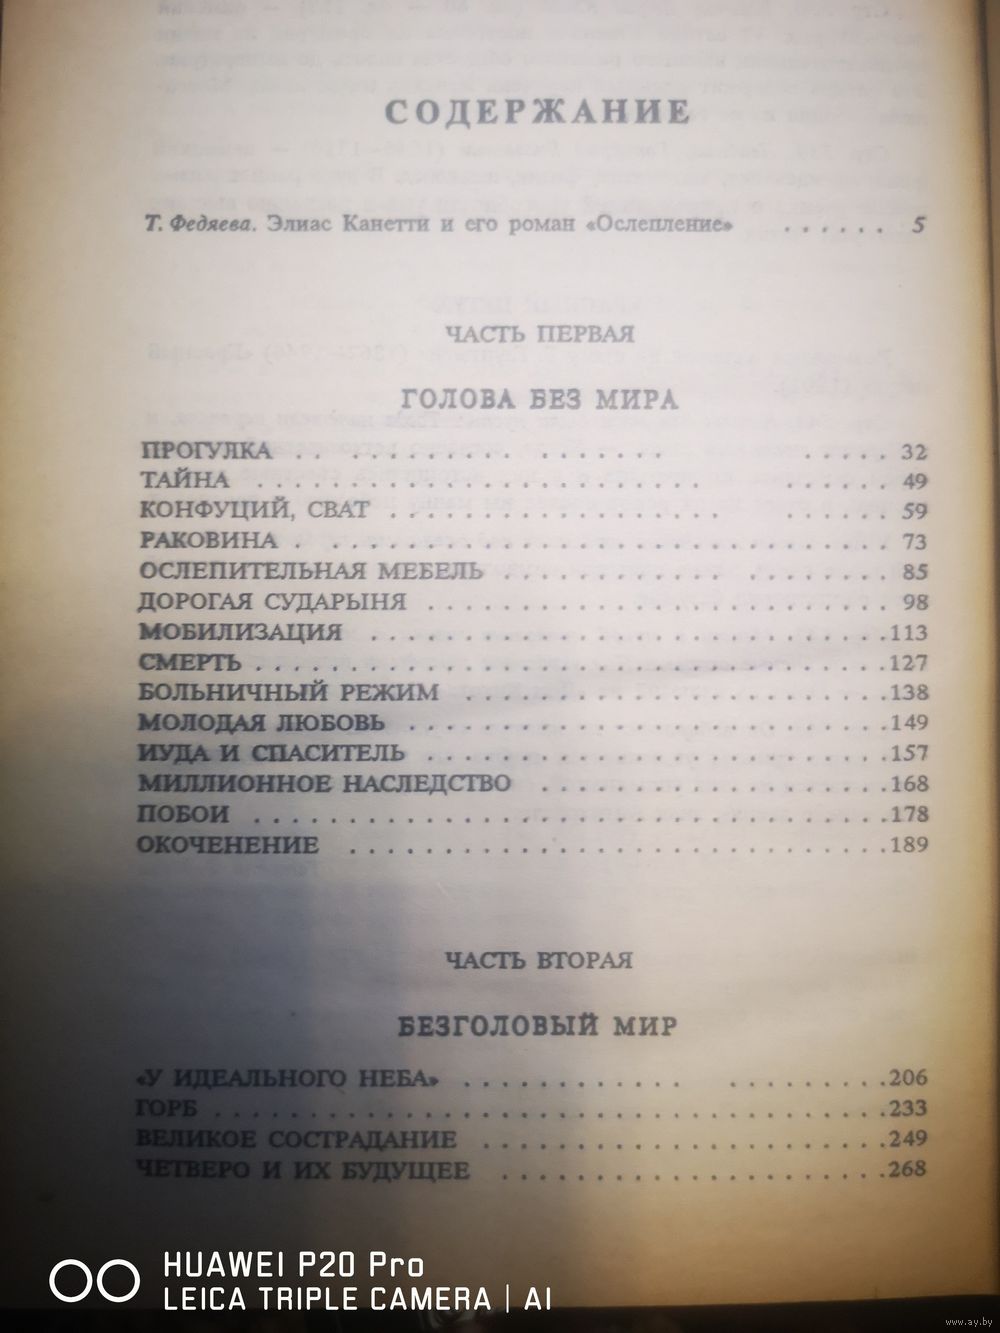 СОДЕРЖАНИЕ
Т. Федяева. Элиас Канетти и его роман «Ослепление» . . . . . . 5
ЧАСТЬ ПЕРВАЯ
ГОЛОВА БЕЗ МИРА
ПРОГУЛКА . . . . . . 32
ТАЙНА . . . . . . 49
КОНФУЦИЙ, СВАТ . . . . . . 59
РАКОВИНА . . . . . . 73
ОСЛЕПИТЕЛЬНАЯ МЕБЕЛЬ . . . . . . 85
ДОРОГАЯ СУДАРЫНЯ . . . . . . 98
МОБИЛИЗАЦИЯ . . . . . . 113
СМЕРТЬ . . . . . . 127
БОЛЬНИЧНЫЙ РЕЖИМ . . . . . . 138
МОЛОДАЯ ЛЮБОВЬ . . . . . . 149
ИУДА И СПАСИТЕЛЬ . . . . . . 157
МИЛЛИОННОЕ НАСЛЕДСТВО . . . . . . 168
ПОБОИ . . . . . . 178
ОКОЧЕНЕНИЕ . . . . . . 189
ЧАСТЬ ВТОРАЯ
БЕЗГОЛОВЫЙ МИР
«У ИДЕАЛЬНОГО НЕБА» . . . . . . 206
ГОРБ . . . . . . 233
ВЕЛИКОЕ СОСТРАДАНИЕ . . . . . . 249
ЧЕТВЕРО И ИХ БУДУЩЕЕ . . . . . . 268
HUAWEI P20 Pro
LEICA TRIPLE CAMERA | AI
www.ay.by